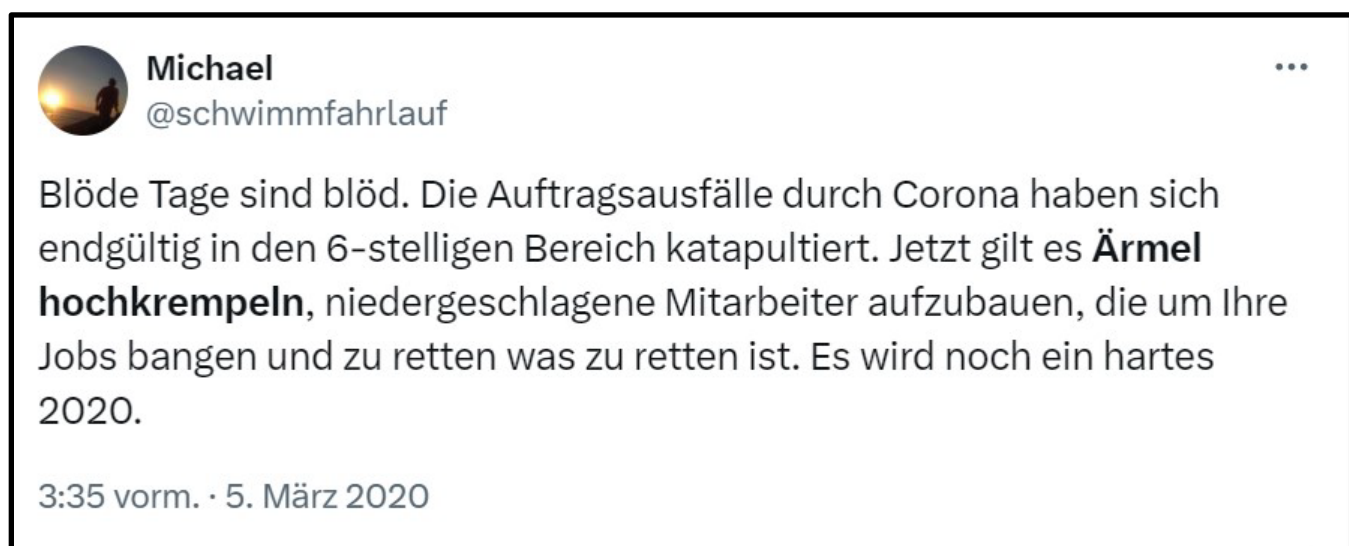 Michael
@schwimmfahrlauf
Blöde Tage sind blöd. Die Auftragsausfälle durch Corona haben sich
endgültig in den 6-stelligen Bereich katapultiert. Jetzt gilt es Ärmel
hochkrempeln, niedergeschlagene Mitarbeiter aufzubauen, die um Ihre
Jobs bangen und zu retten was zu retten ist. Es wird noch ein hartes
2020.
3:35 vorm. · 5. März 2020